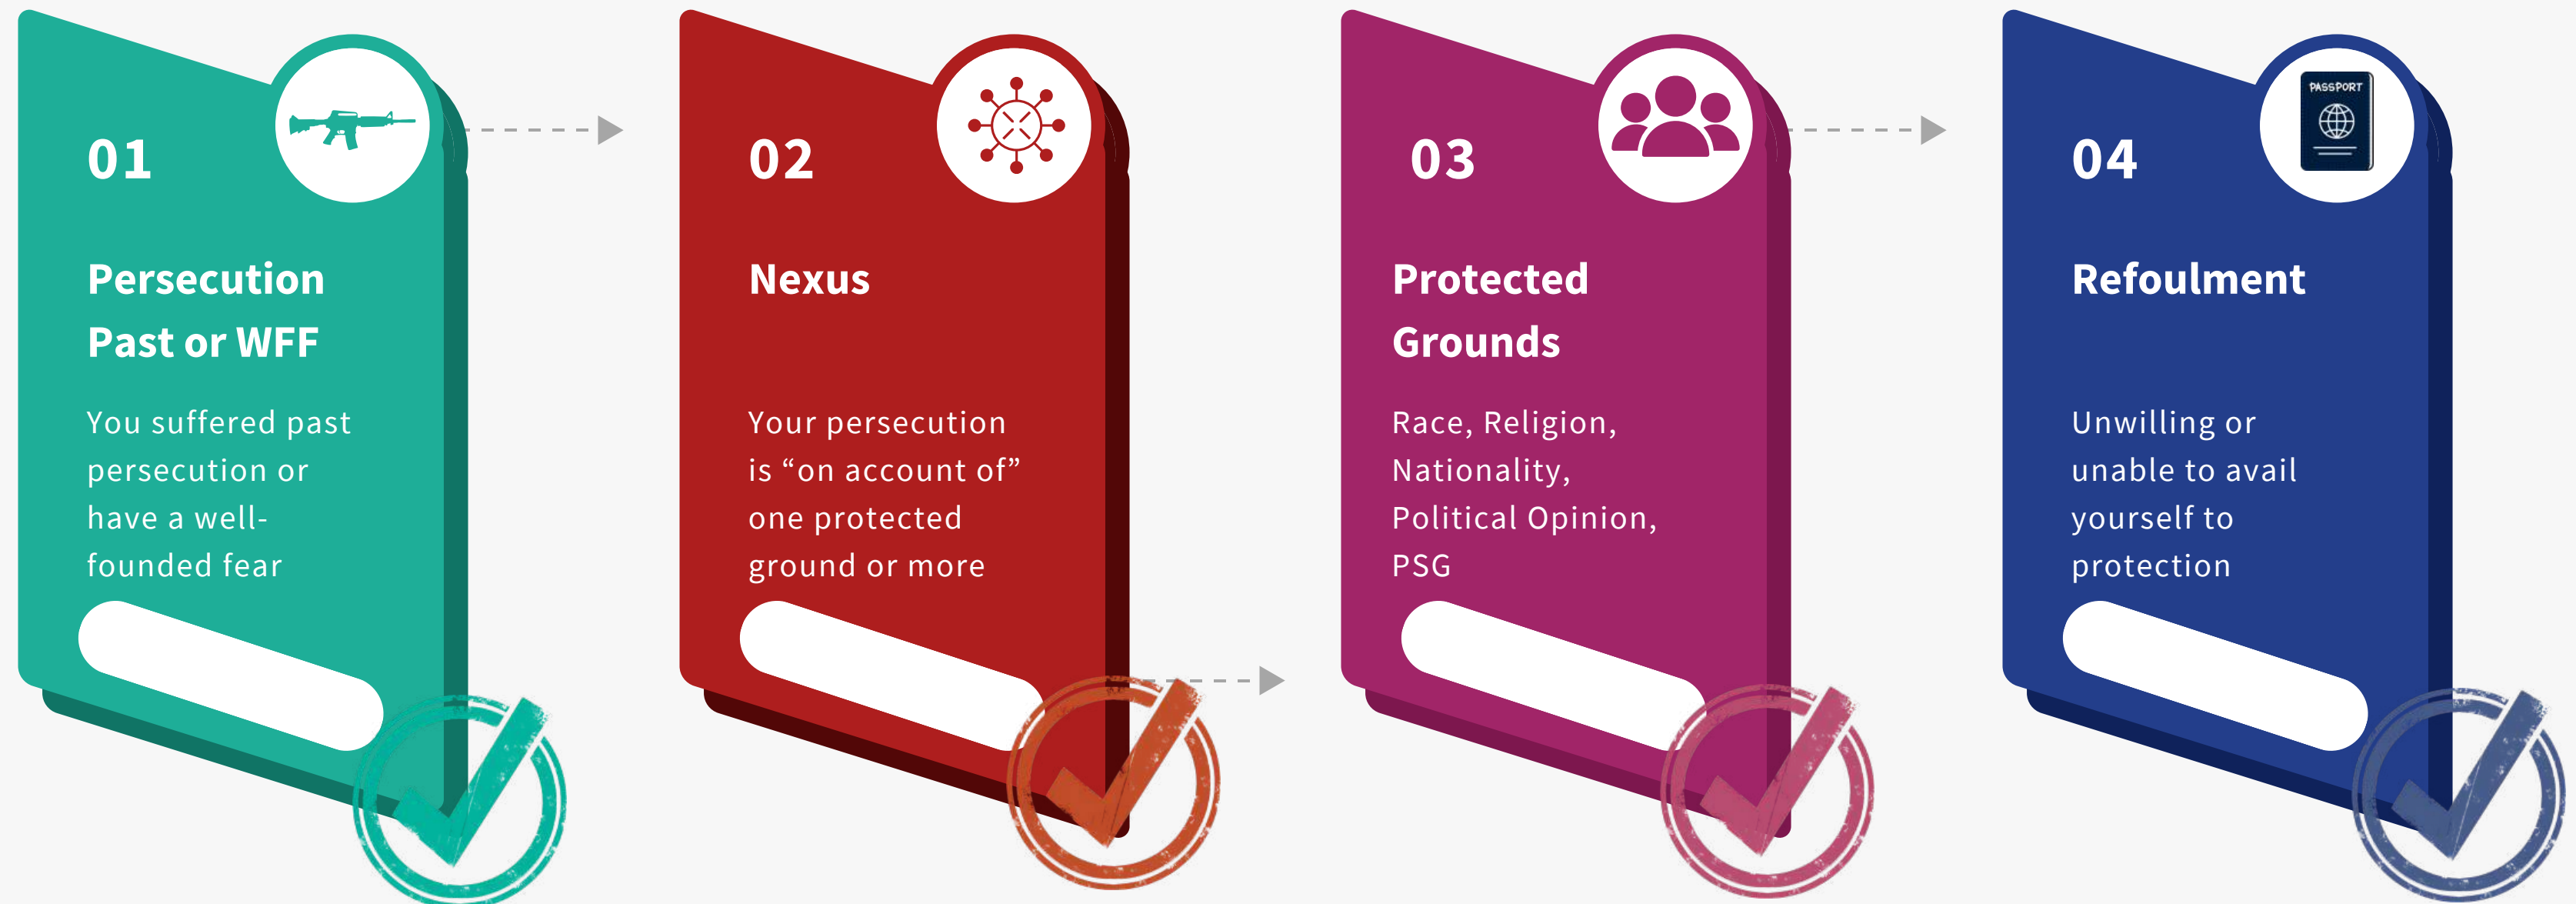 01
Persecution
Past or WFF
You suffered past
persecution or
have a well-
founded fear
02
Nexus
Your persecution
is “on account of”
one protected
ground or more
03
Protected
Grounds
Race, Religion,
Nationality,
Political Opinion,
PSG
PASSPORT
04
Refoulment
Unwilling or
unable to avail
yourself to
protection